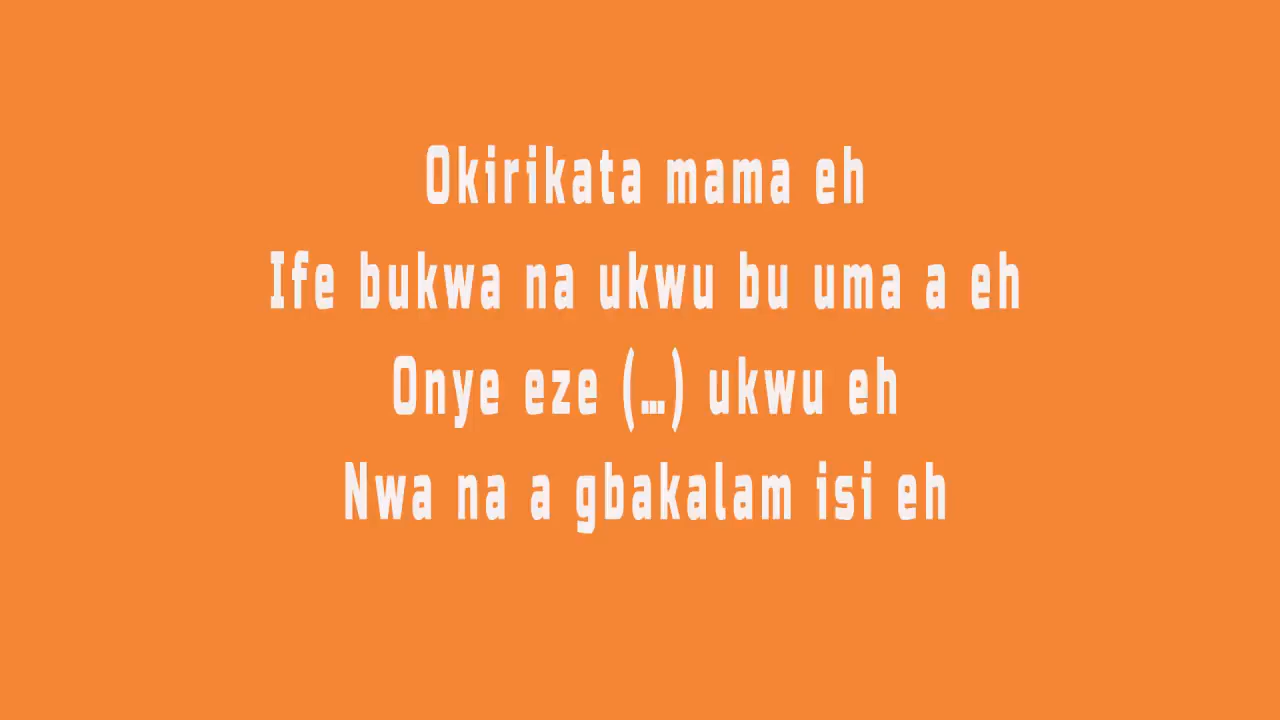 Okirikata mama eh
Ife bukwa na ukwu bu uma a eh
Onye eze (...) ukwu eh
Nwa na a gbakalam isi eh